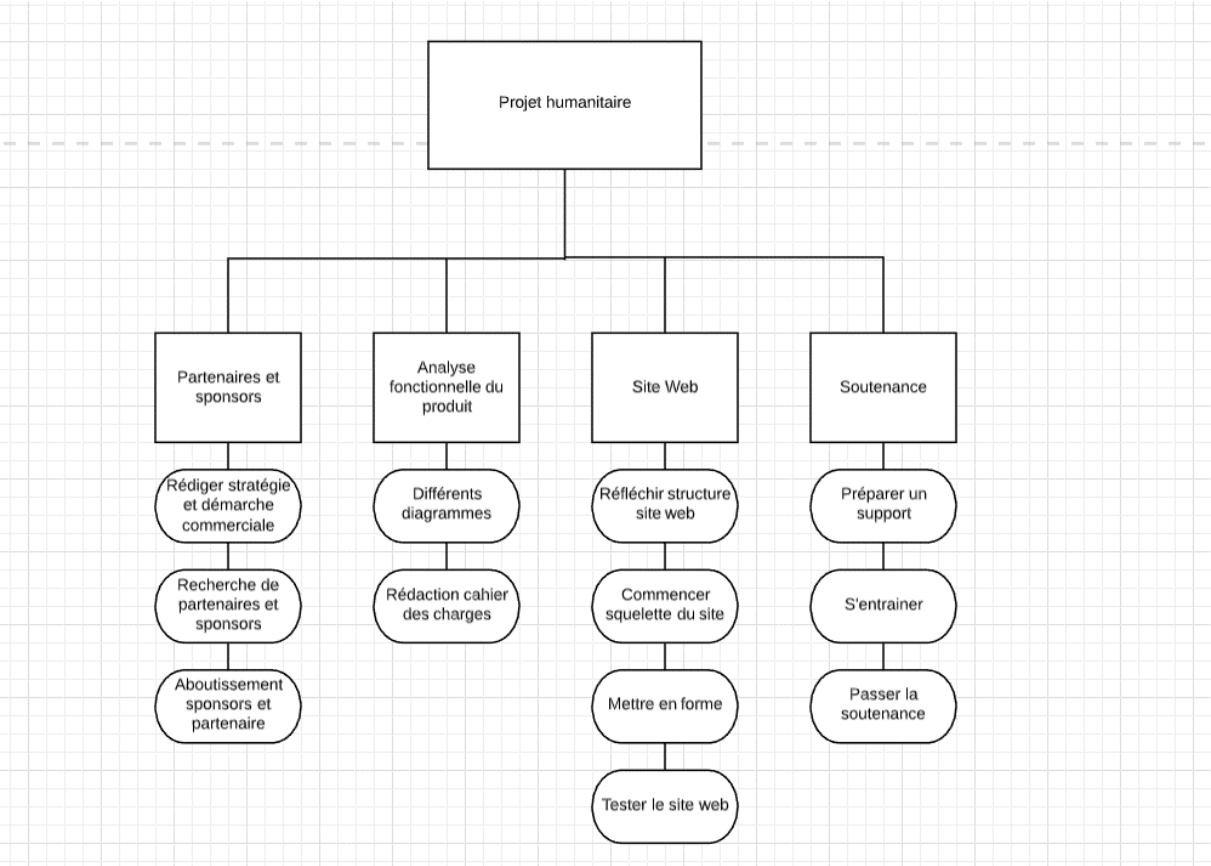 Projet humanitaire
Partenaires et
sponsors
Analyse
fonctionnelle du
produit
Site Web
Soutenance
Rédiger stratégie
et démarche
commerciale
Différents
diagrammes
Réfléchir structure
site web
Préparer un
support
Recherche de
partenaires et
sponsors
Rédaction cahier
des charges
Commencer
squelette du site
S'entrainer
Aboutissement
sponsors et
partenaire
Mettre en forme
Passer la
soutenance
Tester le site web